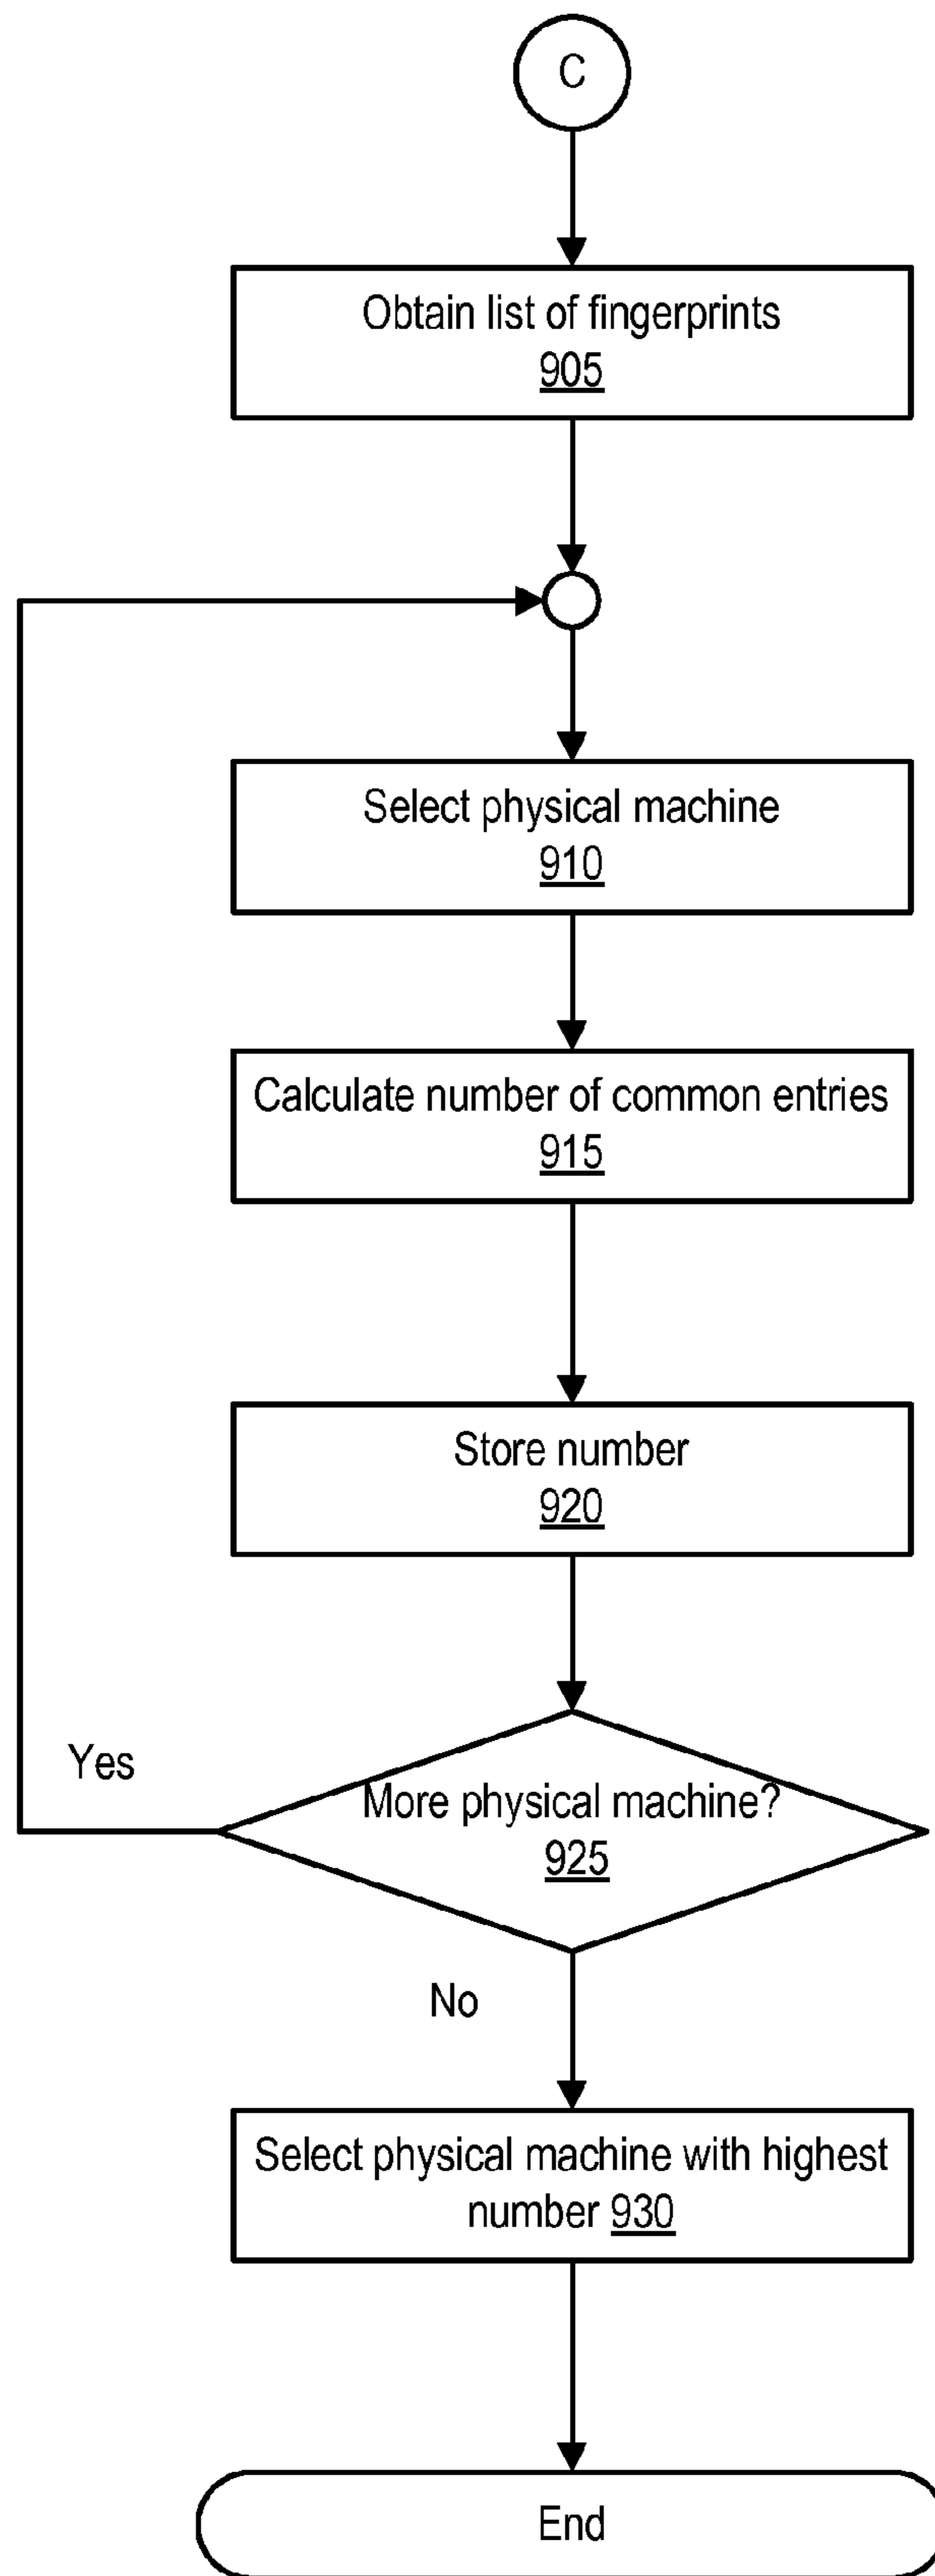 C
Obtain list of fingerprints
905
Select physical machine
910
Calculate number of common entries
915
Store number
920
Yes
More physical machine?
925
No
Select physical machine with highest
number 930
End